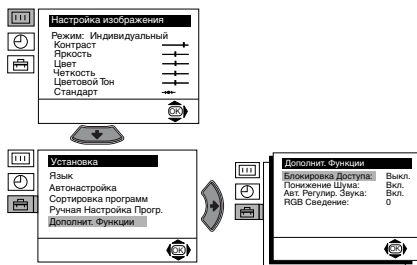 Настройка изображения
Режим: Индивидуальный
Контраст
Яркость
Цвет
Четкость
Цветовой Тон
Стандарт
OK
Установка
Язык
Автонастройка
Сортировка программ
Ручная Настройка Прогр.
Дополнит. Функции
OK
Дополнит. Функции
Блокировка Доступа: Выкл.
Понижение Шума: Вкл.
Авт. Регулир. Звука: Вкл.
RGB Сведение: 0
OK